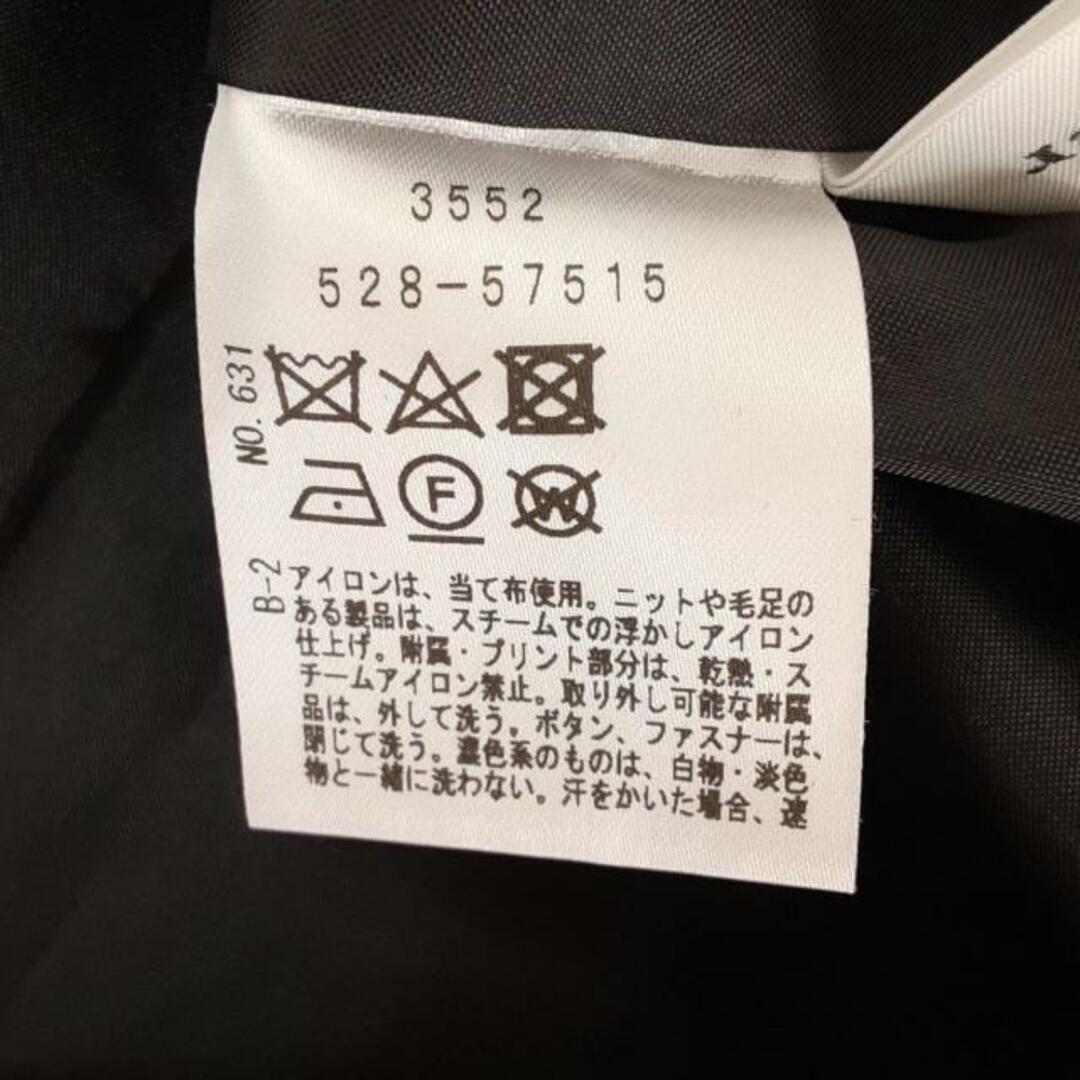 3552
528-57515
NO. 631
F
W
B-2
アイロンは、当て布使用。ニットや毛足の
ある製品は、スチームでの浮かしアイロン
仕上げ。附属・プリント部分は、乾熱・ス
チームアイロン禁止。取り外し可能な附属
品は、外して洗う。ボタン、ファスナーは、
閉じて洗う。濃色系のものは、白物・淡色
物と一緒に洗わない。汗をかいた場合、速